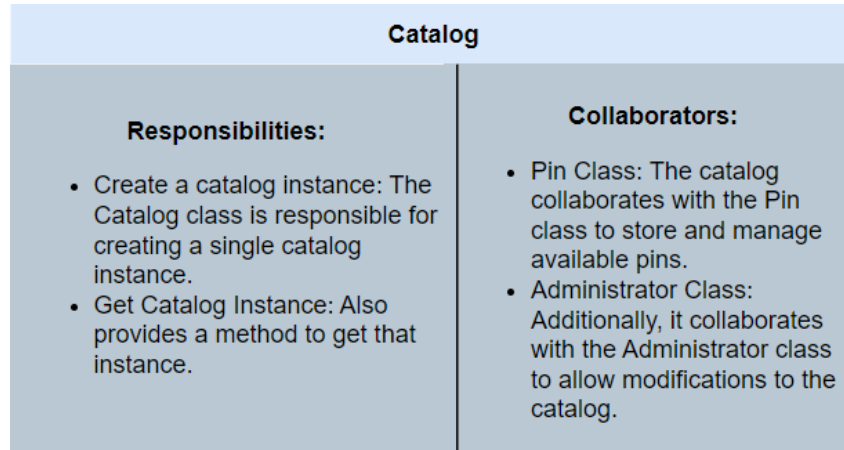 Catalog
Responsibilities:
• Create a catalog instance: The
Catalog class is responsible for
creating a single catalog
instance.
• Get Catalog Instance: Also
provides a method to get that
instance.
Collaborators:
• Pin Class: The catalog
collaborates with the Pin
class to store and manage
available pins.
• Administrator Class:
Additionally, it collaborates
with the Administrator class
to allow modifications to the
catalog.